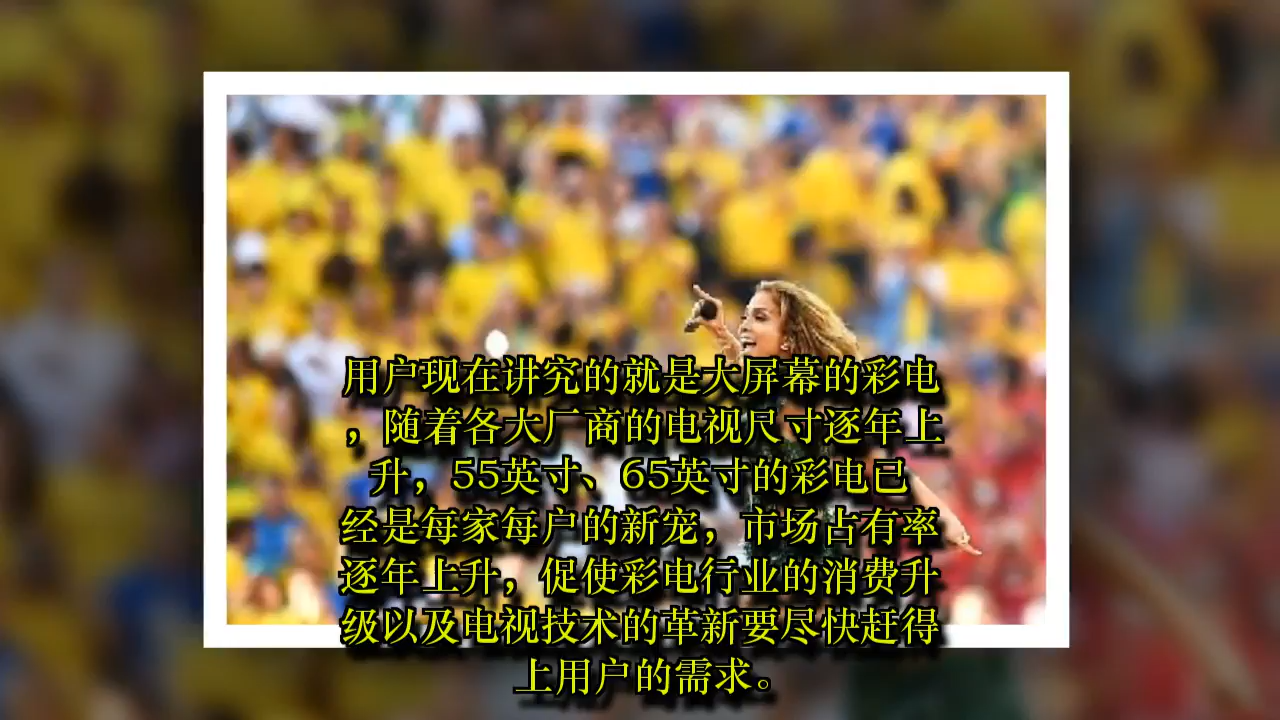 用户现在讲究的就是大屏幕的彩电
，随着各大厂商的电视尺寸逐年上
升，55英寸、65英寸的彩电已
经是每家每户的新宠，市场占有率
逐年上升，促使彩电行业的消费升
级以及电视技术的革新要尽快赶得
上用户的需求。